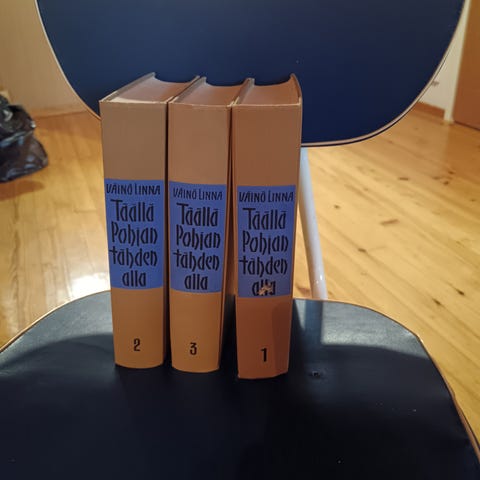 VÄINÖ LINNA
Täällä
Pohjan
tähden
alla
2
VÄINÖ LINNA
Täällä
Pohjan
tähden
alla
3
VÄINÖ LINNA
Täällä
Pohjan
tähden
alla
1